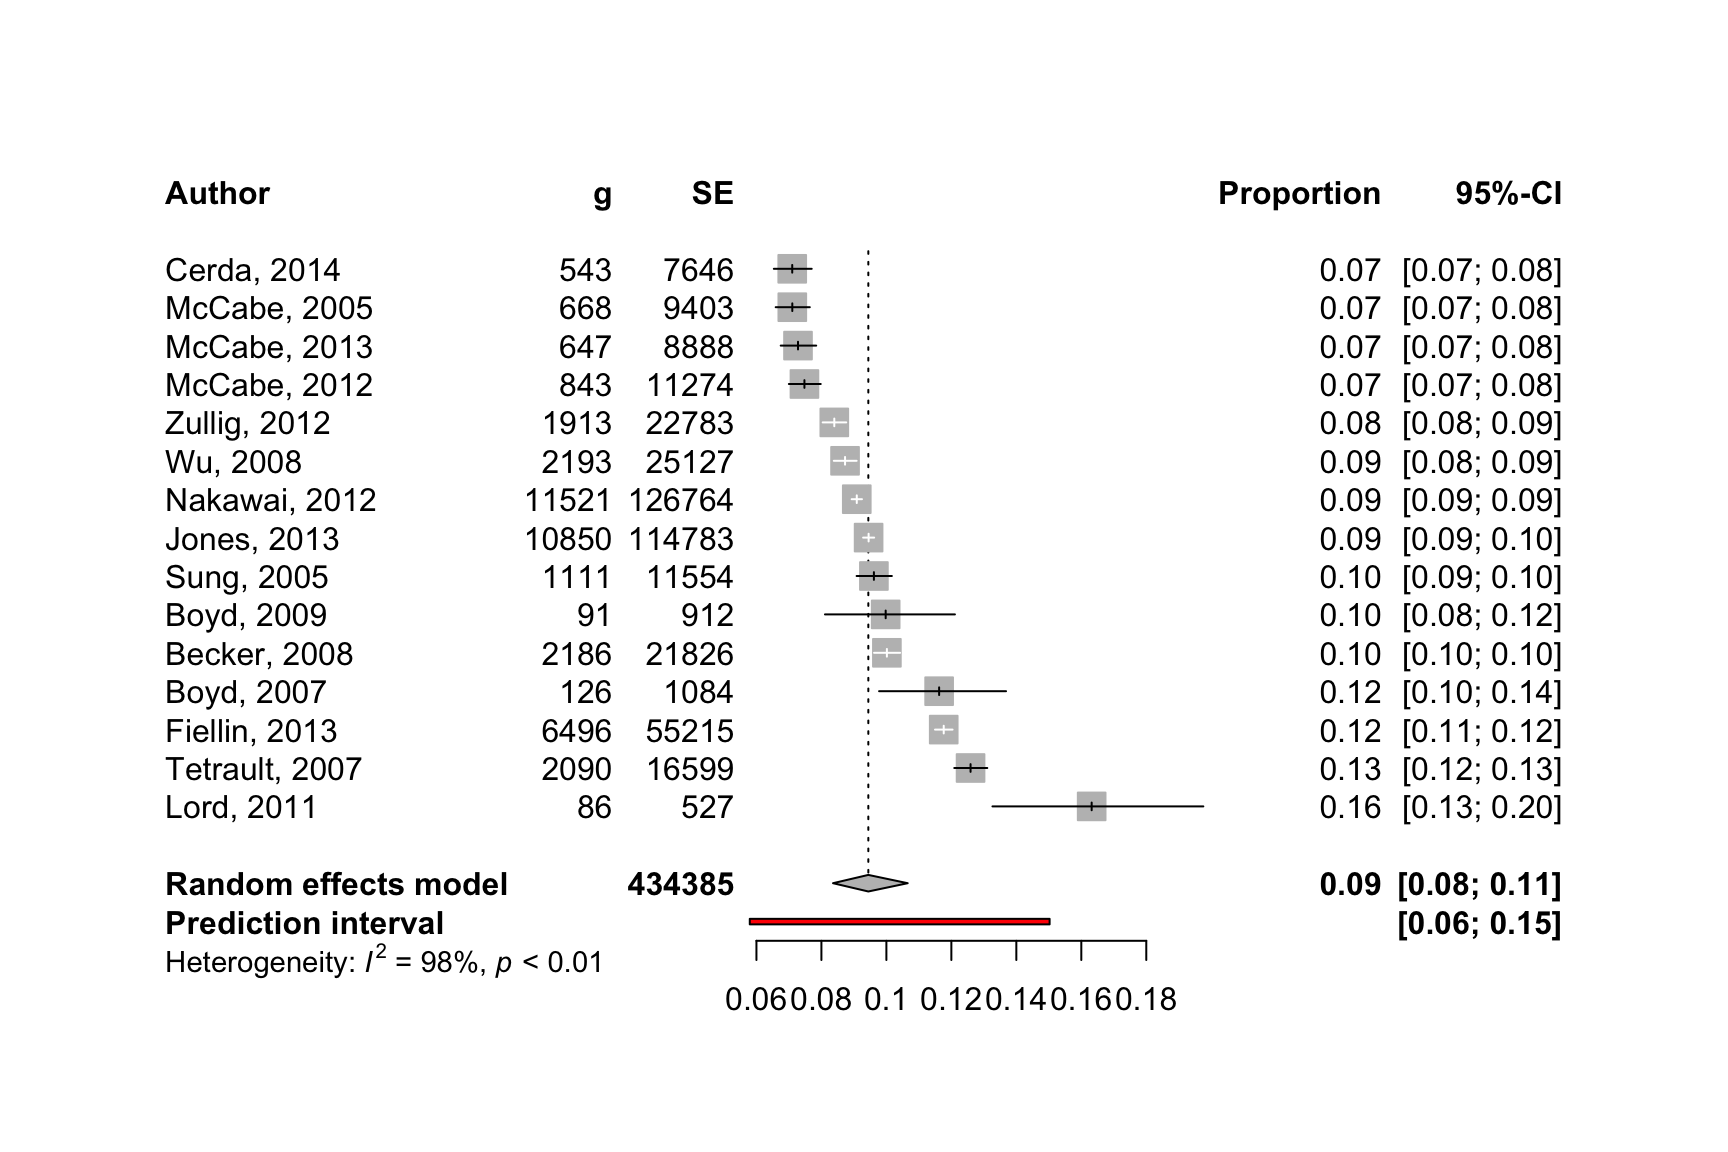 Author g SE Proportion 95%-CI
Cerda, 2014 543 7646 0.07 [0.07; 0.08]
McCabe, 2005 668 9403 0.07 [0.07; 0.08]
McCabe, 2013 647 8888 0.07 [0.07; 0.08]
McCabe, 2012 843 11274 0.07 [0.07; 0.08]
Zullig, 2012 1913 22783 0.08 [0.08; 0.09]
Wu, 2008 2193 25127 0.09 [0.08; 0.09]
Nakawai, 2012 11521 126764 0.09 [0.09; 0.09]
Jones, 2013 10850 114783 0.09 [0.09; 0.10]
Sung, 2005 1111 11554 0.10 [0.09; 0.10]
Boyd, 2009 91 912 0.10 [0.08; 0.12]
Becker, 2008 2186 21826 0.10 [0.10; 0.10]
Boyd, 2007 126 1084 0.12 [0.10; 0.14]
Fiellin, 2013 6496 55215 0.12 [0.11; 0.12]
Tetrault, 2007 2090 16599 0.13 [0.12; 0.13]
Lord, 2011 86 527 0.16 [0.13; 0.20]
Random effects model 434385 0.09 [0.08; 0.11]
Prediction interval [0.06; 0.15]
Heterogeneity: I² = 98%, p < 0.01
0.06 0.08 0.1 0.12 0.14 0.16 0.18